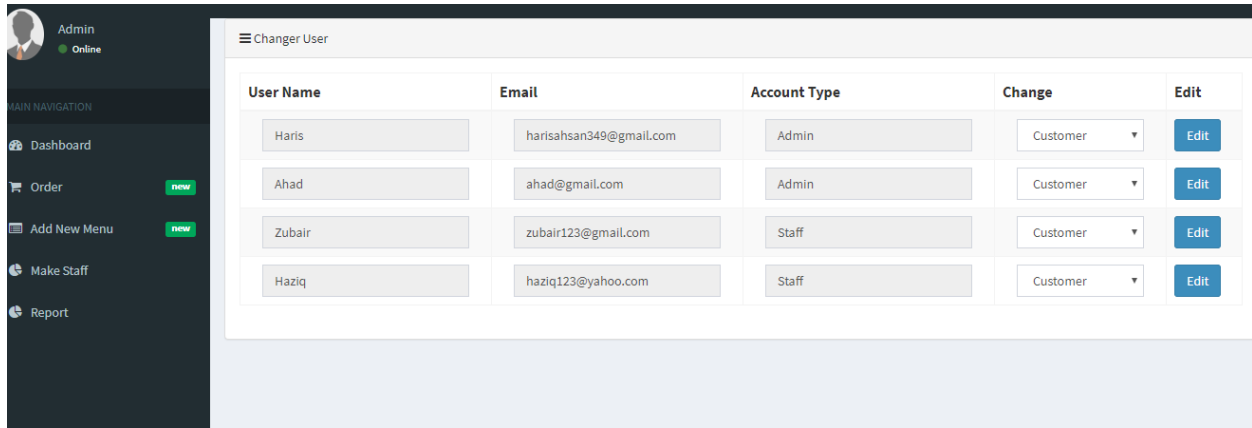 Admin
Online
MAIN NAVIGATION
Dashboard
Order new
Add New Menu new
Make Staff
Report
Changer User
User Name Email Account Type Change Edit
Haris harisahsan349@gmail.com Admin Customer Edit
Ahad ahad@gmail.com Admin Customer Edit
Zubair zubair123@gmail.com Staff Customer Edit
Haziq haziq123@yahoo.com Staff Customer Edit